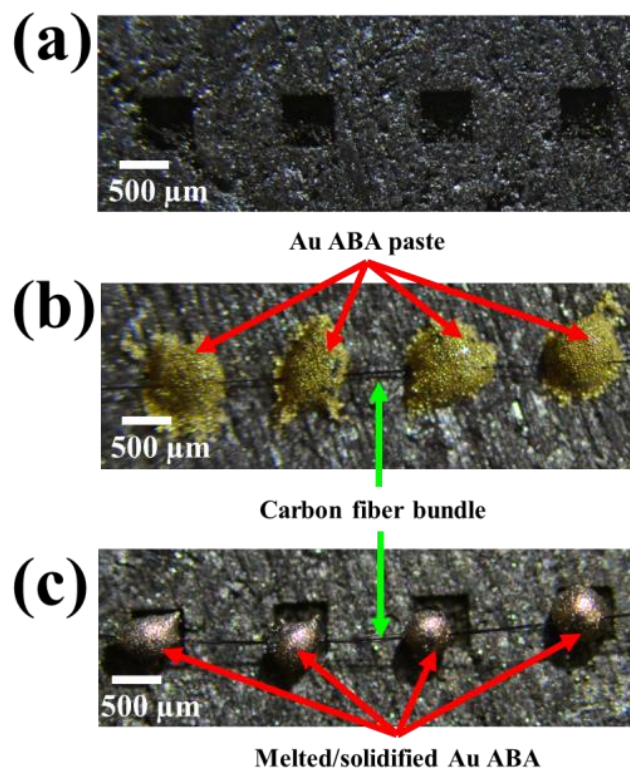 (a)
500 µm
Au ABA paste
(b)
500 µm
Carbon fiber bundle
(c)
500 µm
Melted/solidified Au ABA